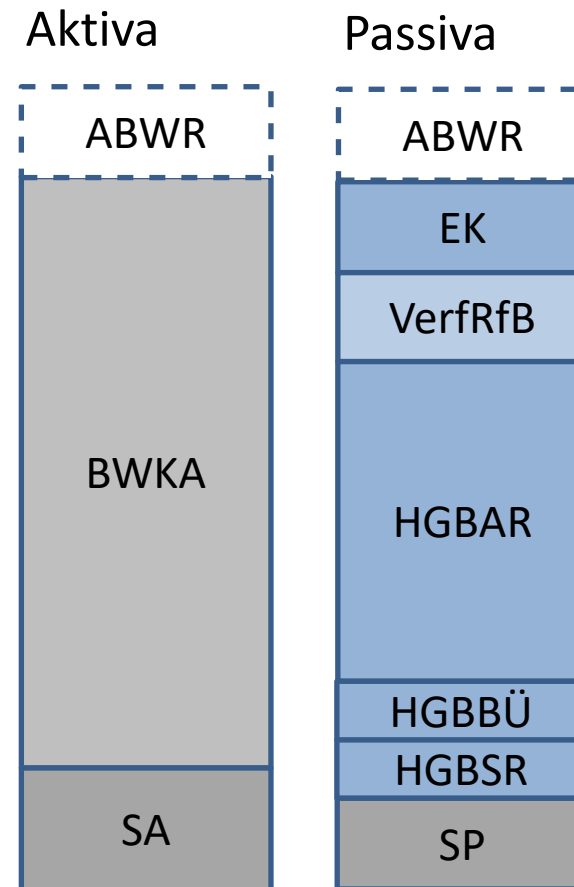 Aktiva
ABWR
BWKA
SA
Passiva
ABWR
EK
VerfRfB
HGBAR
HGBBÜ
HGBSR
SP